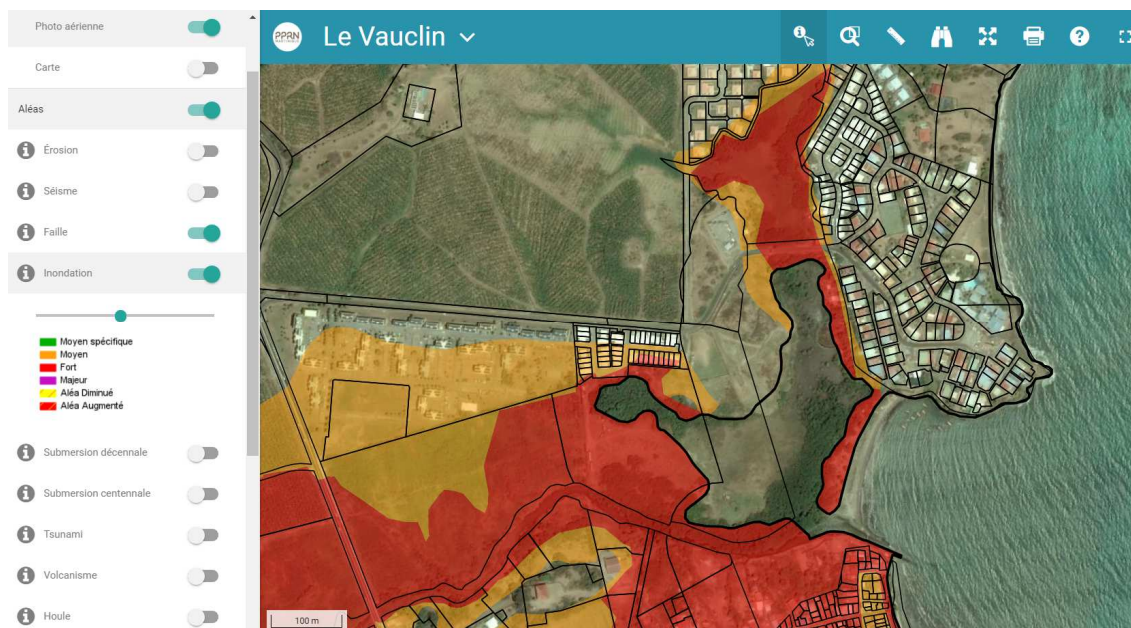 Photo aérienne
Carte
Aléas
Érosion
Séisme
Faille
Inondation
Moyen spécifique
Moyen
Fort
Majeur
Aléa Diminué
Aléa Augmenté
Submersion décennale
Submersion centennale
Tsunami
Volcanisme
Houle
PPRN
Le Vauclin
100 m